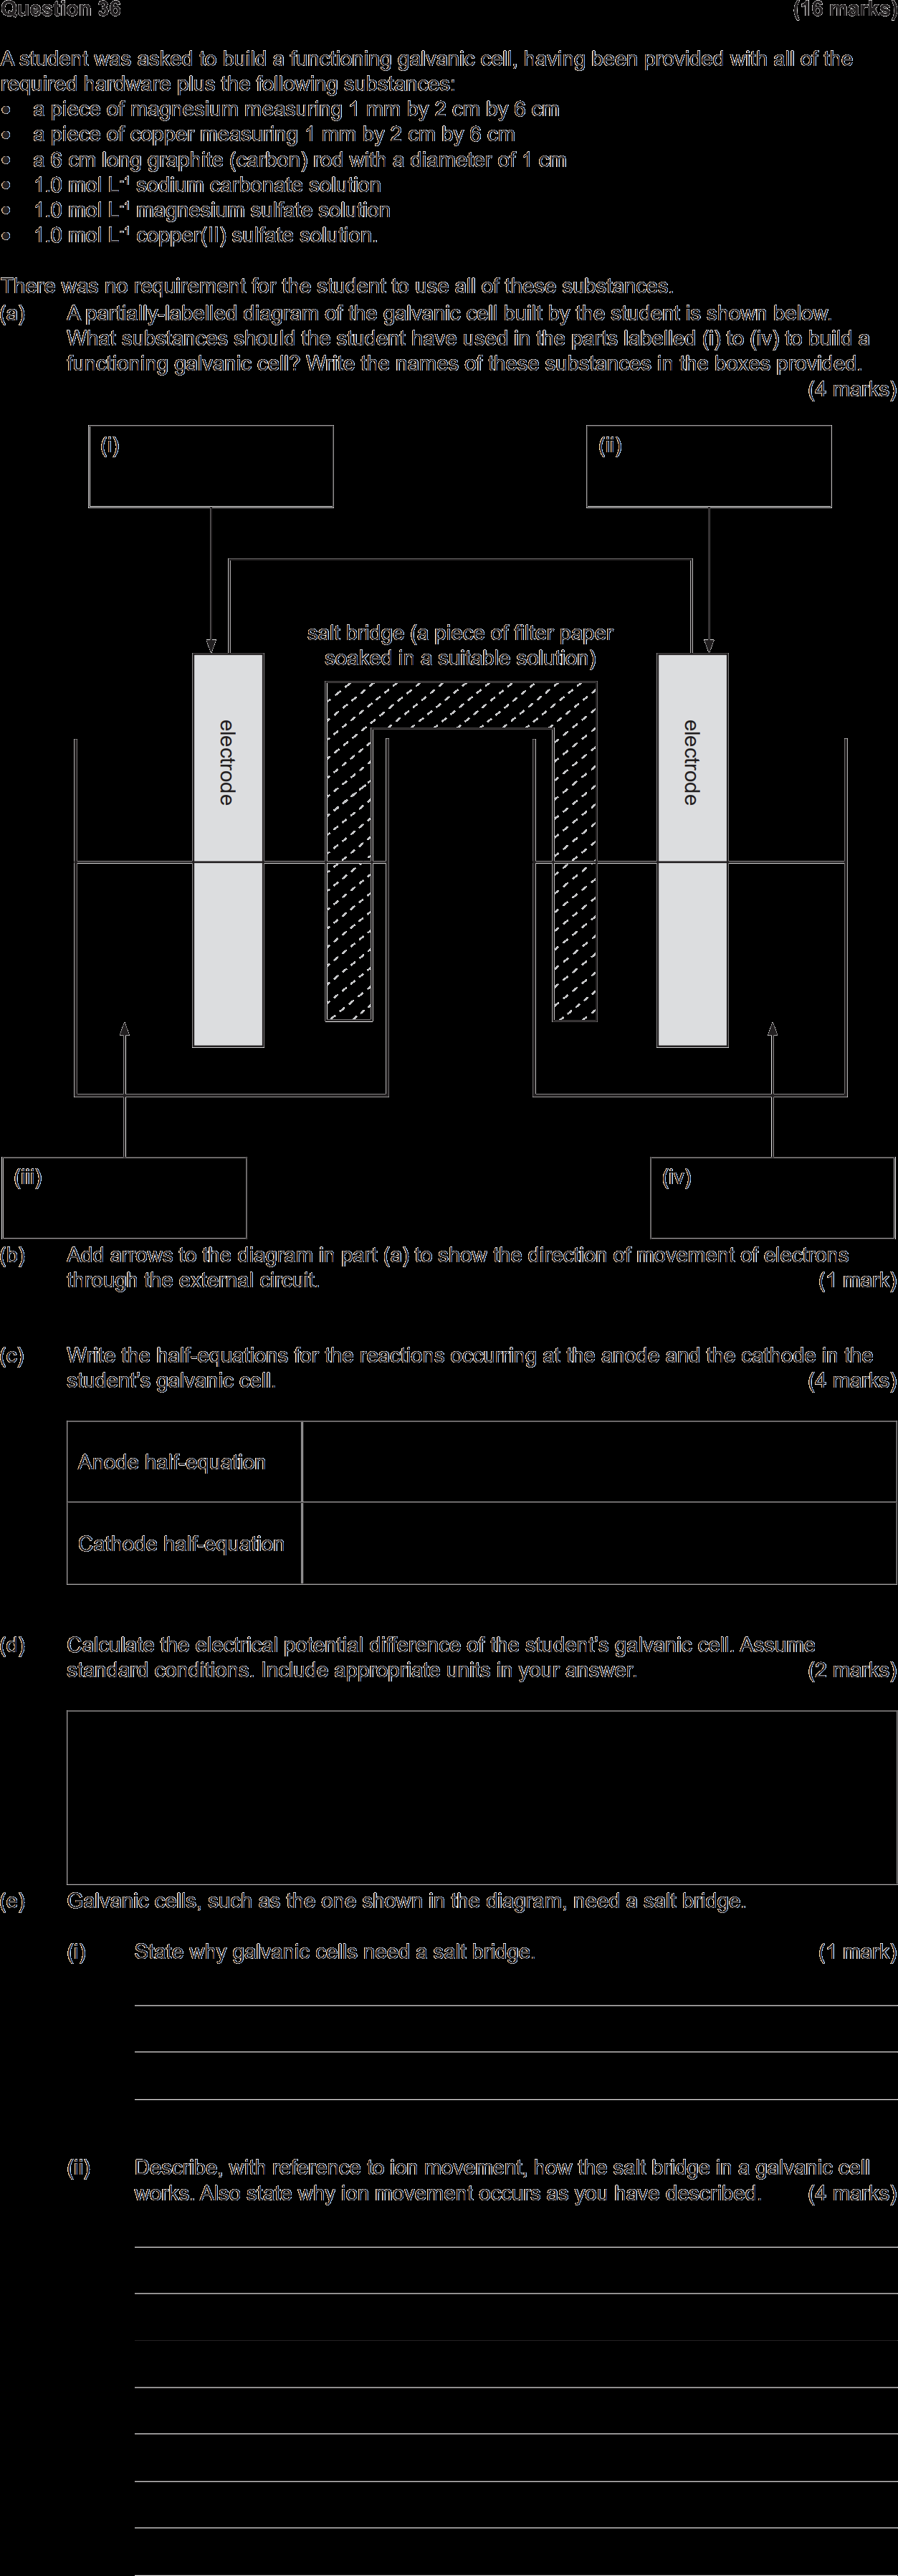 Question 36 (16 marks)
A student was asked to build a functioning galvanic cell, having been provided with all of the
required hardware plus the following substances:
• a piece of magnesium measuring 1 mm by 2 cm by 6 cm
• a piece of copper measuring 1 mm by 2 cm by 6 cm
• a 6 cm long graphite (carbon) rod with a diameter of 1 cm
• 1.0 mol L⁻¹ sodium carbonate solution
• 1.0 mol L⁻¹ magnesium sulfate solution
• 1.0 mol L⁻¹ copper(II) sulfate solution.
There was no requirement for the student to use all of these substances.
(a) A partially-labelled diagram of the galvanic cell built by the student is shown below.
What substances should the student have used in the parts labelled (i) to (iv) to build a
functioning galvanic cell? Write the names of these substances in the boxes provided.
(4 marks)
(i) (ii)
salt bridge (a piece of filter paper
soaked in a suitable solution)
electrode electrode
(iii) (iv)
(b) Add arrows to the diagram in part (a) to show the direction of movement of electrons
through the external circuit. (1 mark)
(c) Write the half-equations for the reactions occurring at the anode and the cathode in the
student's galvanic cell. (4 marks)
Anode half-equation
Cathode half-equation
(d) Calculate the electrical potential difference of the student's galvanic cell. Assume
standard conditions. Include appropriate units in your answer. (2 marks)
(e) Galvanic cells, such as the one shown in the diagram, need a salt bridge.
(i) State why galvanic cells need a salt bridge. (1 mark)
(ii) Describe, with reference to ion movement, how the salt bridge in a galvanic cell
works. Also state why ion movement occurs as you have described. (4 marks)